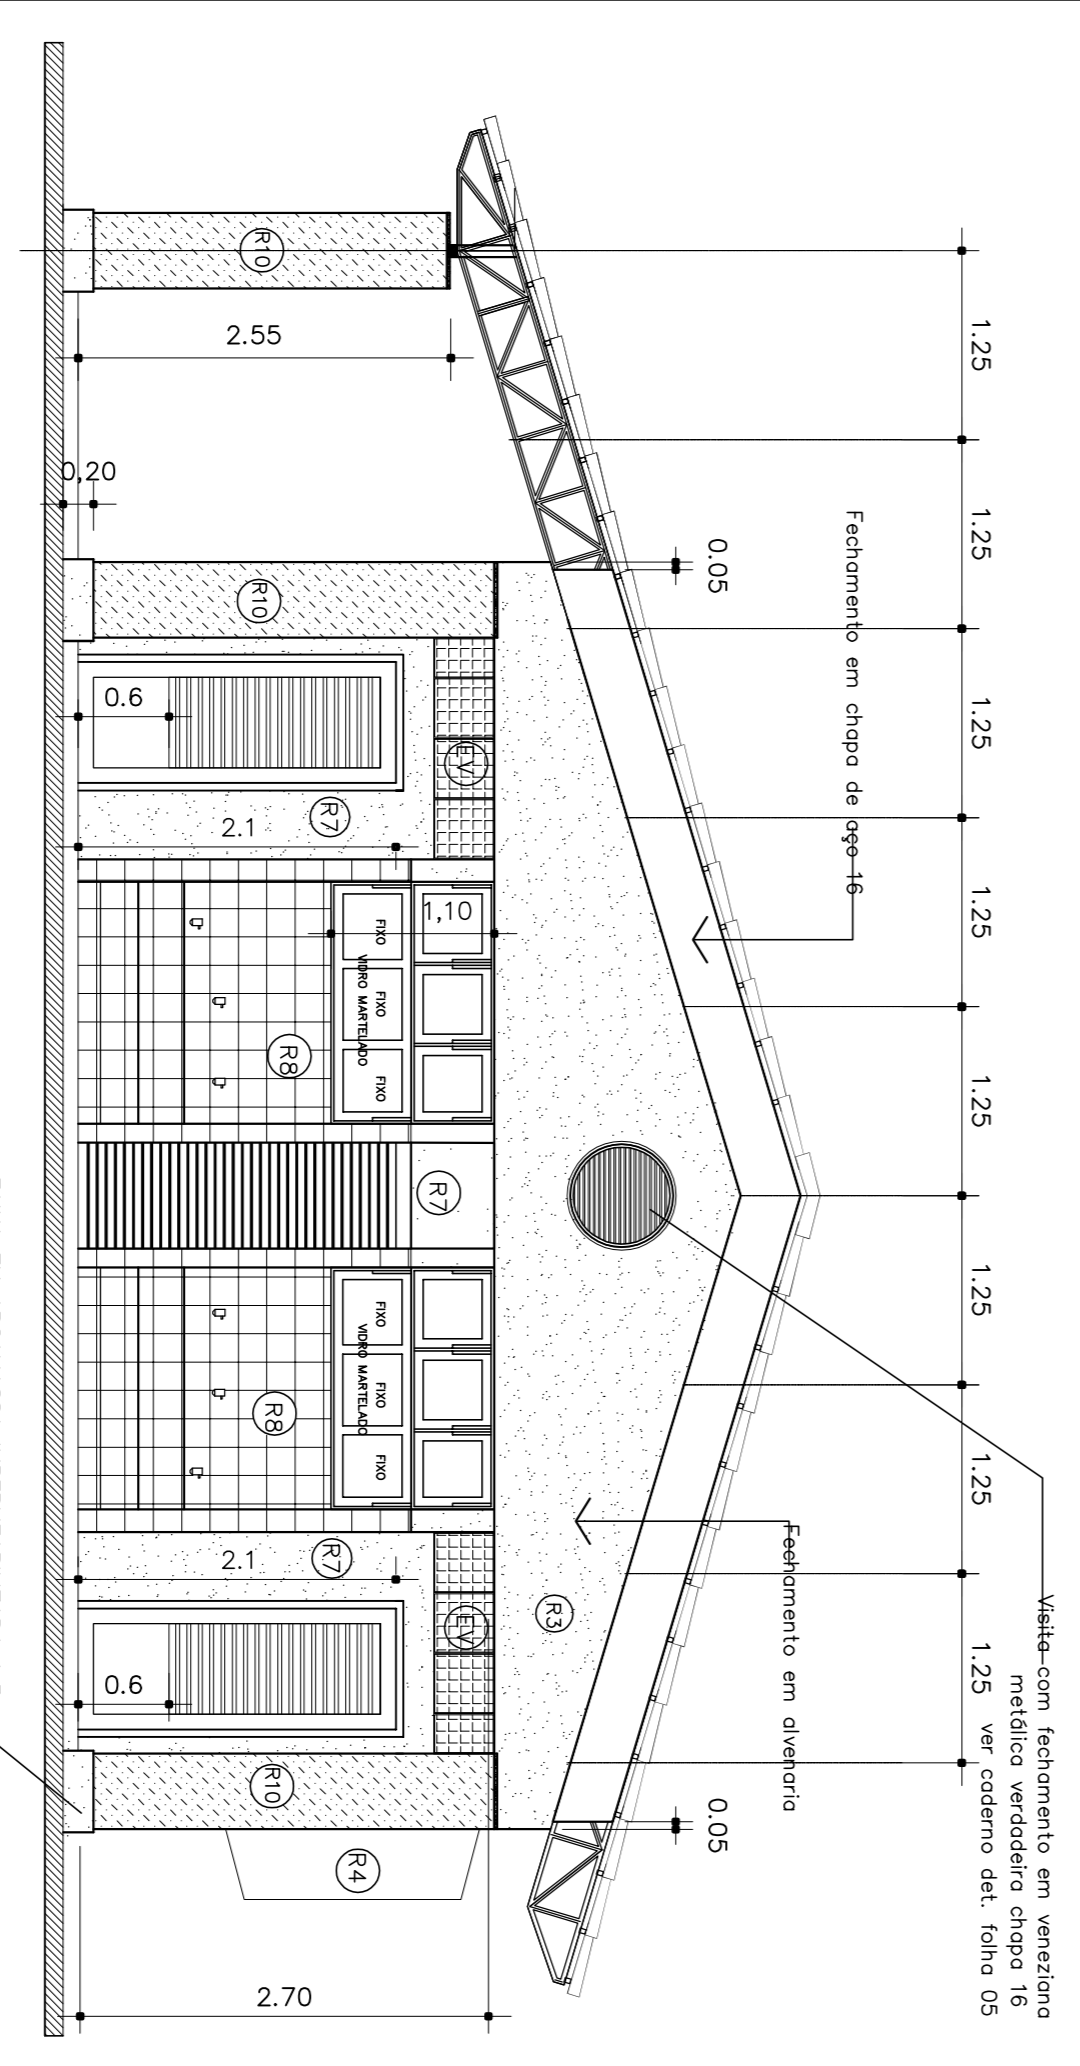 Visita com fechamento em veneziana
metálica verdadeira chapa 16
ver caderno det. folha 05
1.25
1.25
1.25
1.25
1.25
1.25
1.25
1.25
Fechamento em chapa de aço 16
Fechamento em alvenaria
0.05
0.05
R3
EV
EV
R7
1,10
FIXO
FIXO
FIXO
VIDRO MARTELADO
FIXO
FIXO
FIXO
VIDRO MARTELADO
R4
R7
R7
2.55
R10
R10
R8
R8
R10
2.70
2.1
2.1
0.6
0.6
0,20